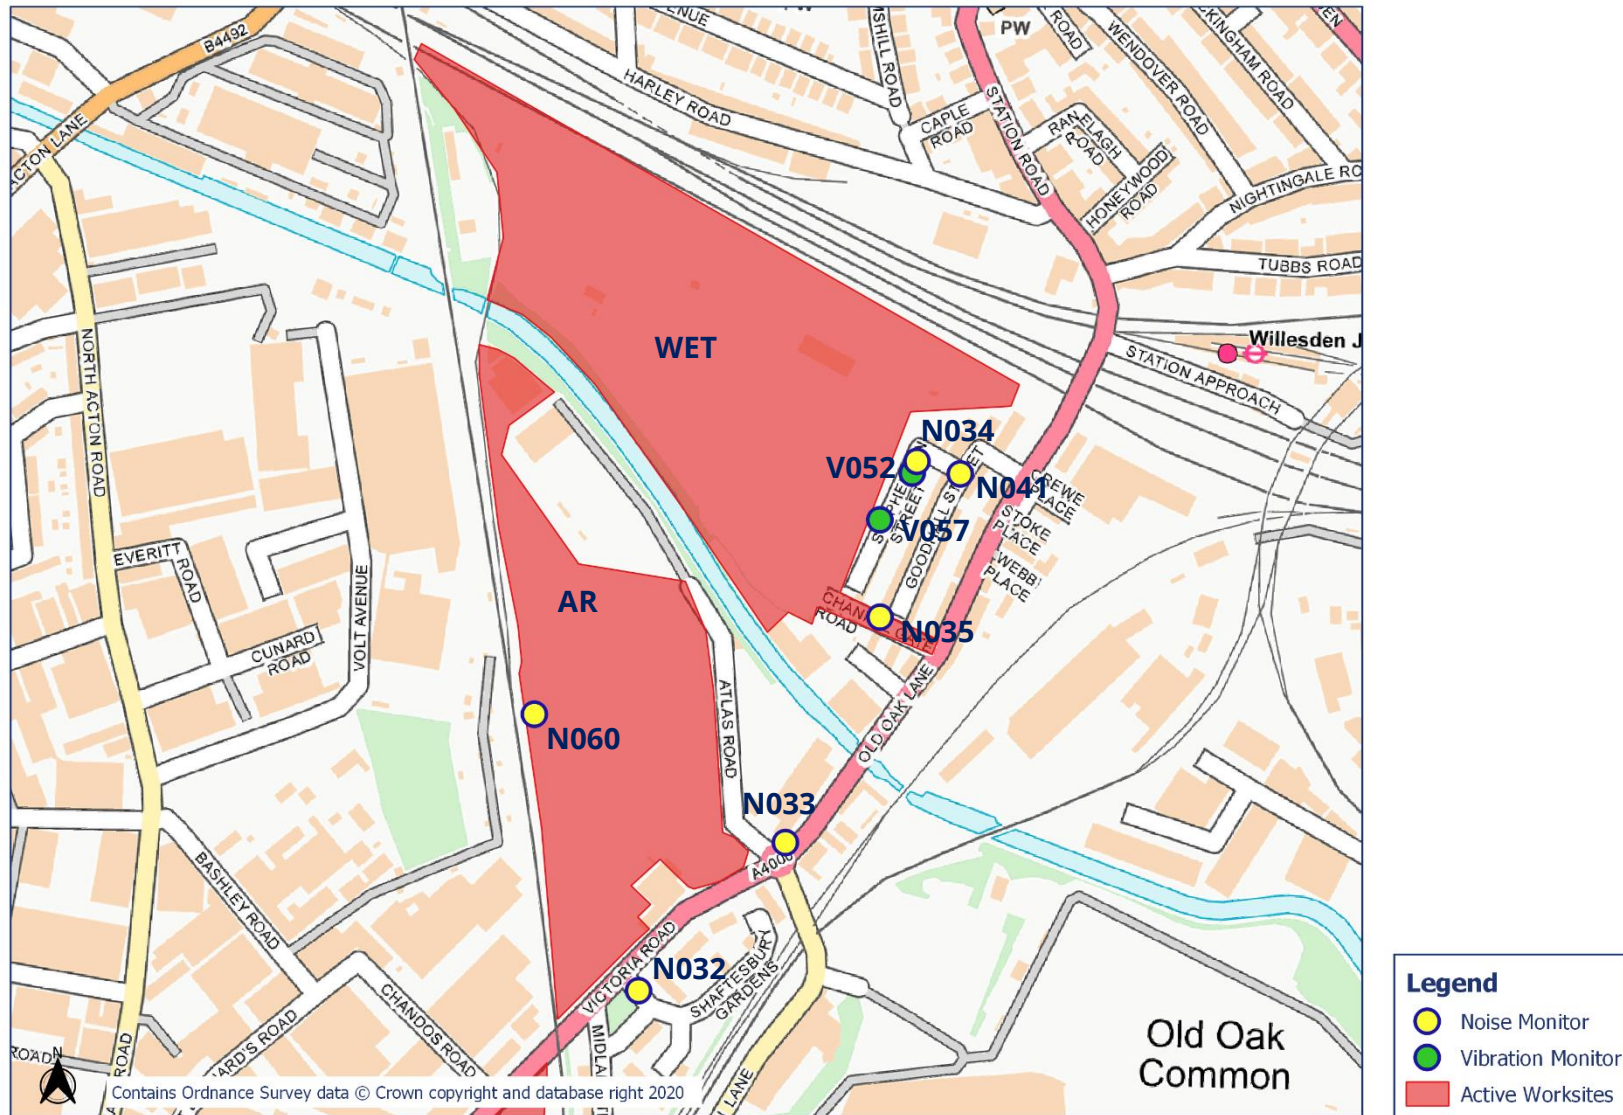 B4492
ACTON LANE
HARLEY ROAD
CAPLE
ROAD
PW
ROAD
WENDOVER ROAD
STATION ROAD
HONEYWOOD
ROAD
NIGHTINGALE
TUBBS ROAD
Willesden J
STATION APPROACH
NORTH ACTON ROAD
WET
N034
V052
N041
V057
CREWE
PLACE
STOKE
PLACE
WEBB
PLACE
STREET
EVERITT
ROAD
VOLT AVENUE
CUNARD
ROAD
AR
ROAD
N035
OLD OAK LANE
ATLAS ROAD
N060
N033
BASHLEY ROAD
VICTORIA ROAD
N032
SHAFTESBURY
GARDENS
CHANDOS ROAD
ROAD
ROAD
LANE
Old Oak
Common
N
Contains Ordnance Survey data © Crown copyright and database right 2020
Legend
Noise Monitor
Vibration Monitor
Active Worksites